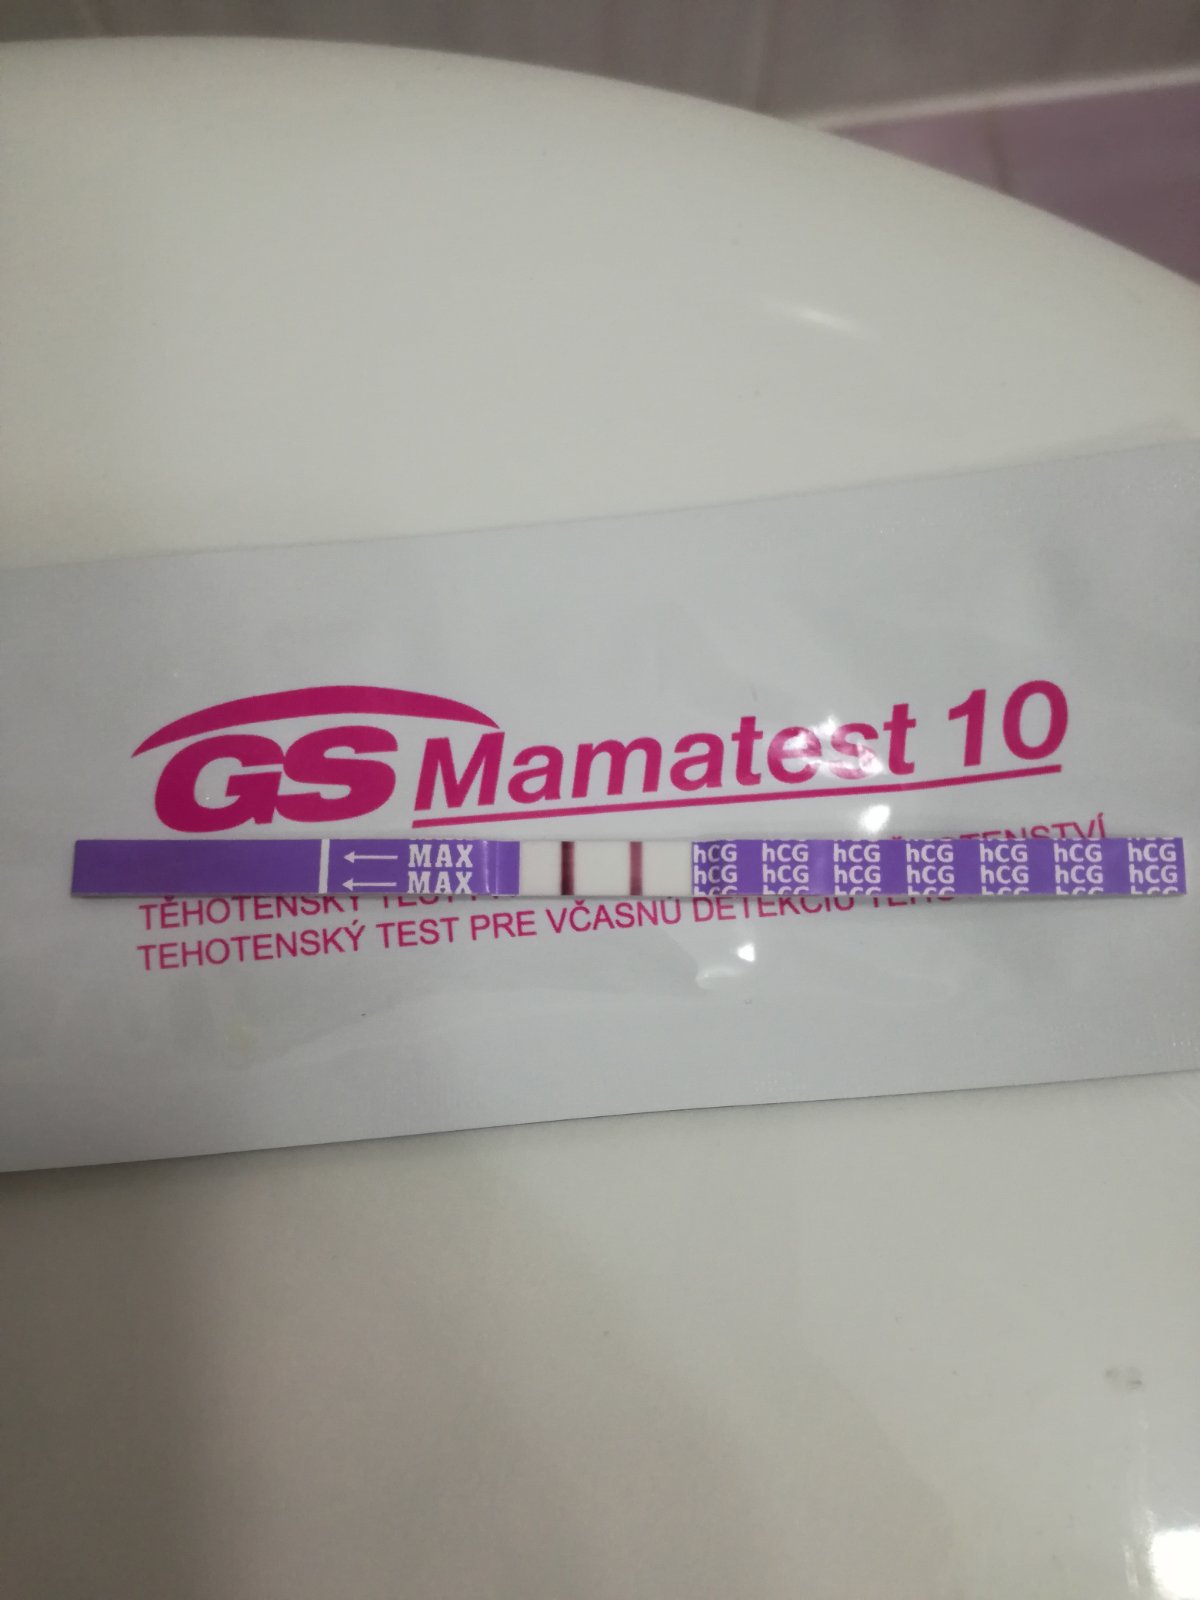 GS Mamatest 10
MAX hCG hCG hCG hCG hCG hCG hCG
MAX hCG hCG hCG hCG hCG hCG hCG
TĚHOTENSKÝ TEST
TEHOTENSKÝ TEST PRE VČASNÚ DETEKCIU